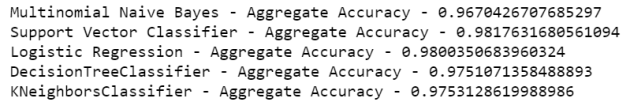 Multinomial Naive Bayes - Aggregate Accuracy - 0.9670426707685297
Support Vector Classifier - Aggregate Accuracy - 0.9817631680561094
Logistic Regression - Aggregate Accuracy - 0.9800350683960324
DecisionTreeClassifier - Aggregate Accuracy - 0.9751071358488893
KNeighborsClassifier - Aggregate Accuracy - 0.9753128619988986